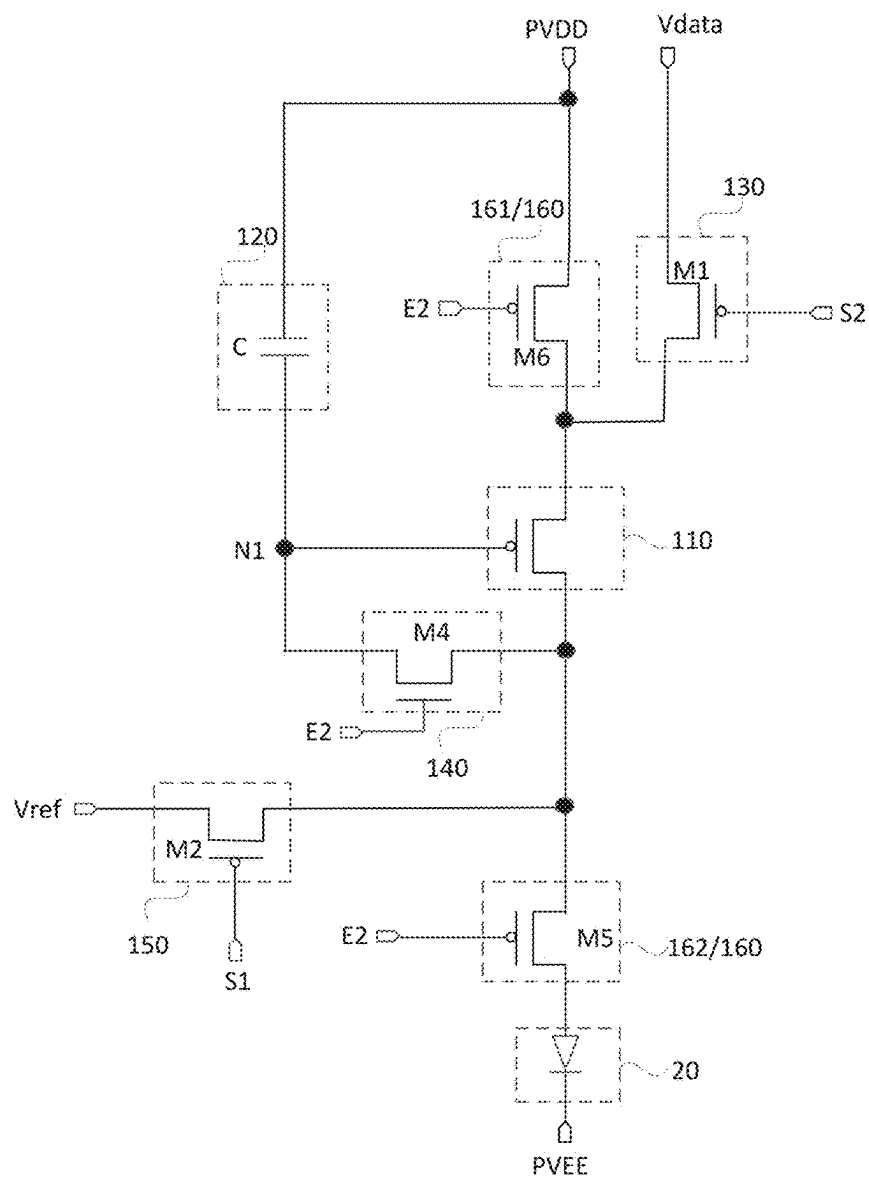 PVDD
Vdata
130
161/160
120
M1
E2
S2
C
M6
N1
110
M4
E2
140
Vref
M2
E2
M5
150
162/160
S1
20
PVEE